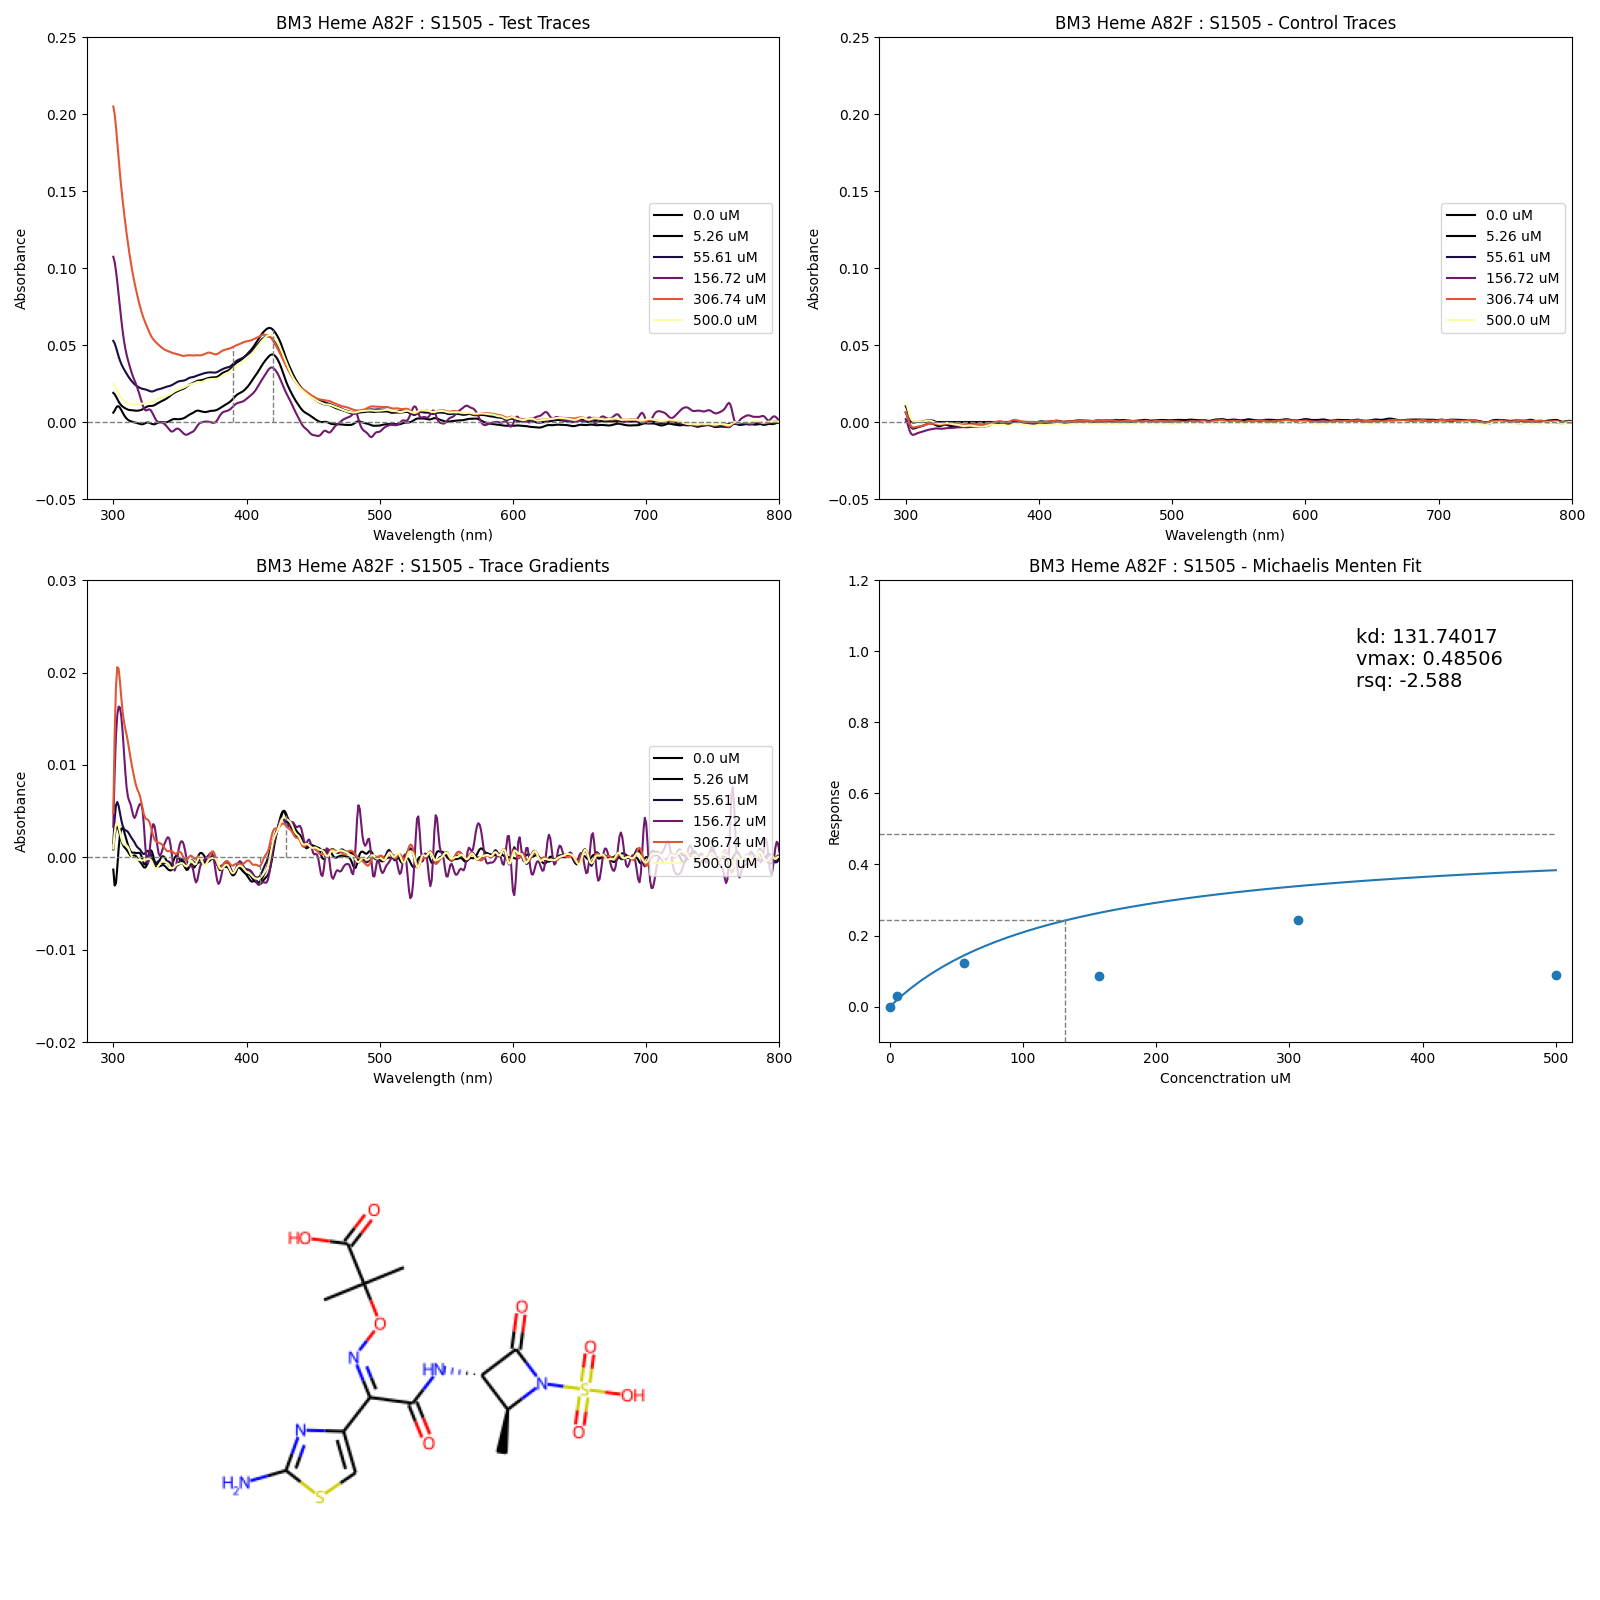 BM3 Heme A82F : S1505 - Test Traces
0.25
0.20
0.15
0.10
0.05
0.00
−0.05
Absorbance
300
400
500
600
700
800
Wavelength (nm)
0.0 uM
5.26 uM
55.61 uM
156.72 uM
306.74 uM
500.0 uM
BM3 Heme A82F : S1505 - Control Traces
0.25
0.20
0.15
0.10
0.05
0.00
−0.05
Absorbance
300
400
500
600
700
800
Wavelength (nm)
0.0 uM
5.26 uM
55.61 uM
156.72 uM
306.74 uM
500.0 uM
BM3 Heme A82F : S1505 - Trace Gradients
0.03
0.02
0.01
0.00
−0.01
−0.02
Absorbance
300
400
500
600
700
800
Wavelength (nm)
0.0 uM
5.26 uM
55.61 uM
156.72 uM
306.74 uM
500.0 uM
BM3 Heme A82F : S1505 - Michaelis Menten Fit
1.2
1.0
0.8
0.6
0.4
0.2
0.0
Response
kd: 131.74017
vmax: 0.48506
rsq: -2.588
0
100
200
300
400
500
Concenctration uM
O
HO
O
O
O
N
HN
N
S
OH
O
O
N
H2N
S